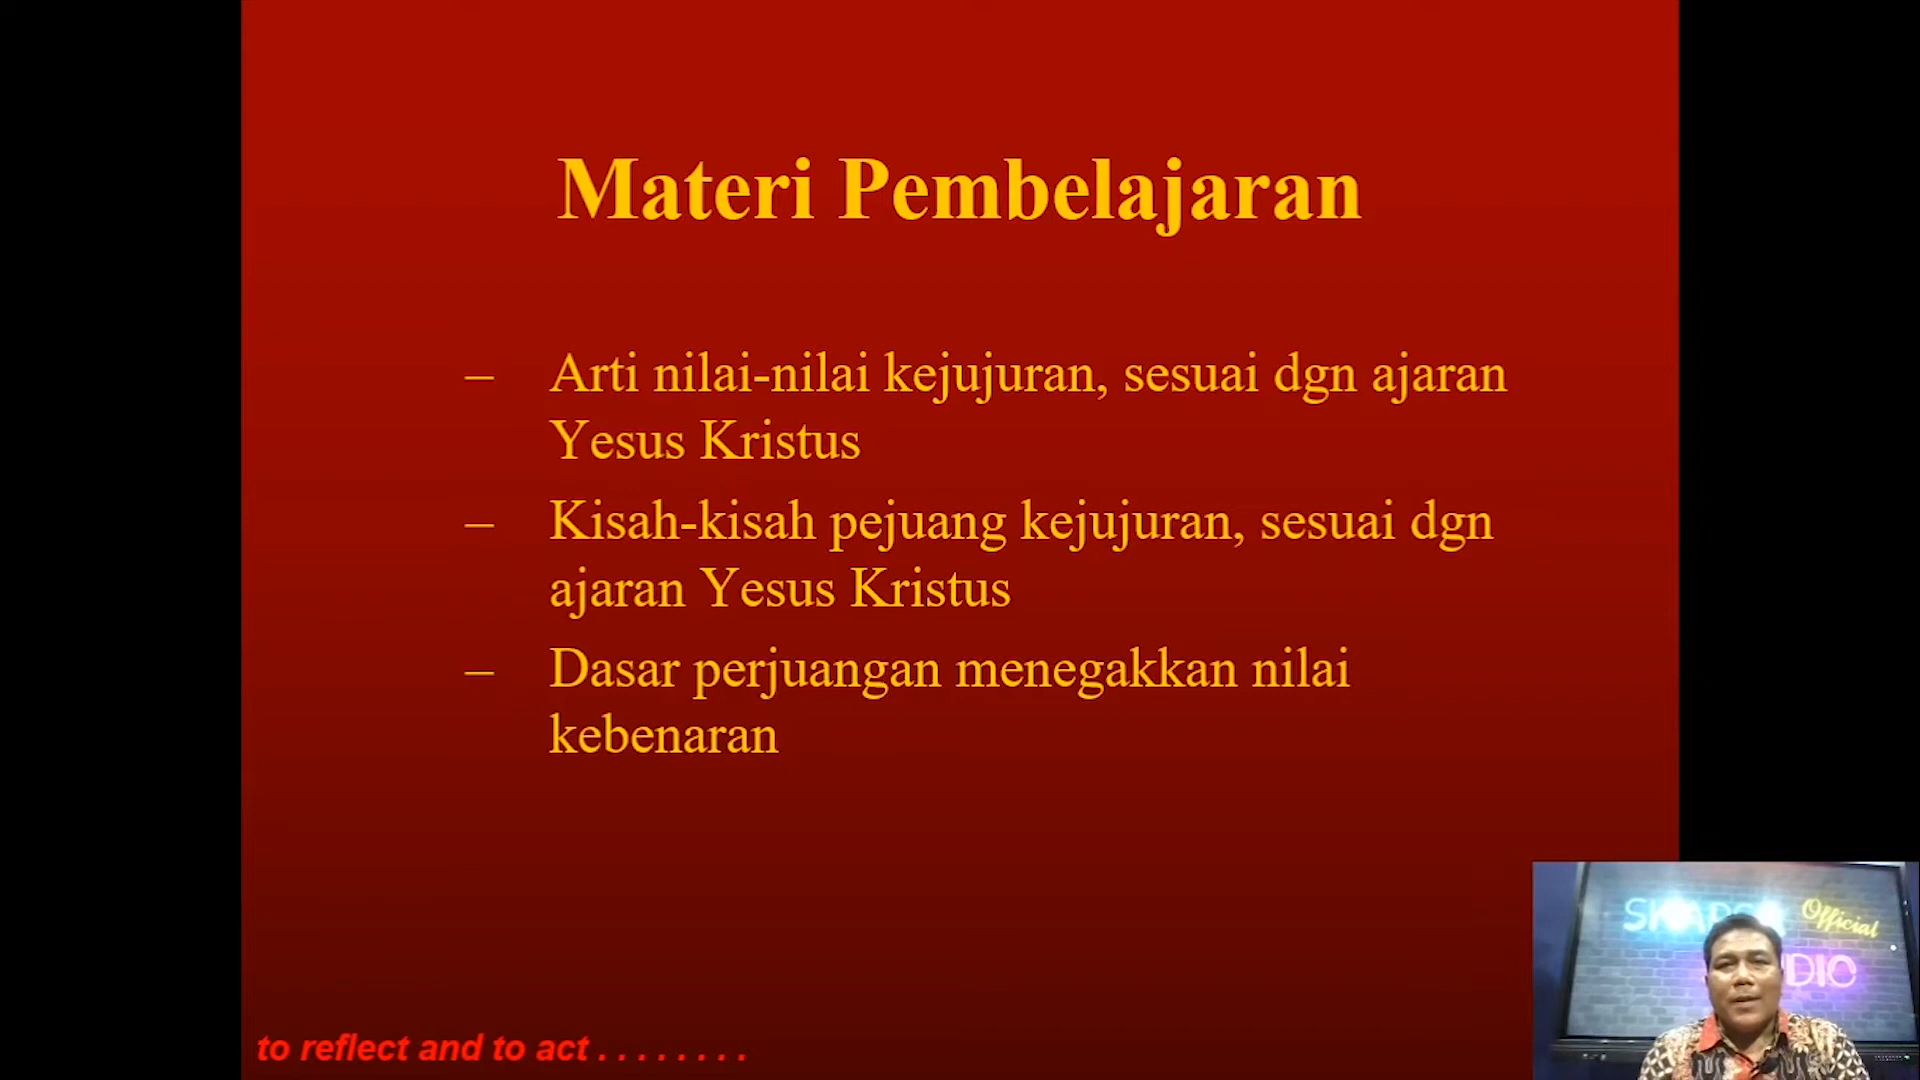 Materi Pembelajaran
– Arti nilai-nilai kejujuran, sesuai dgn ajaran
Yesus Kristus
– Kisah-kisah pejuang kejujuran, sesuai dgn
ajaran Yesus Kristus
– Dasar perjuangan menegakkan nilai
kebenaran
to reflect and to act . . . . . . . .
Official